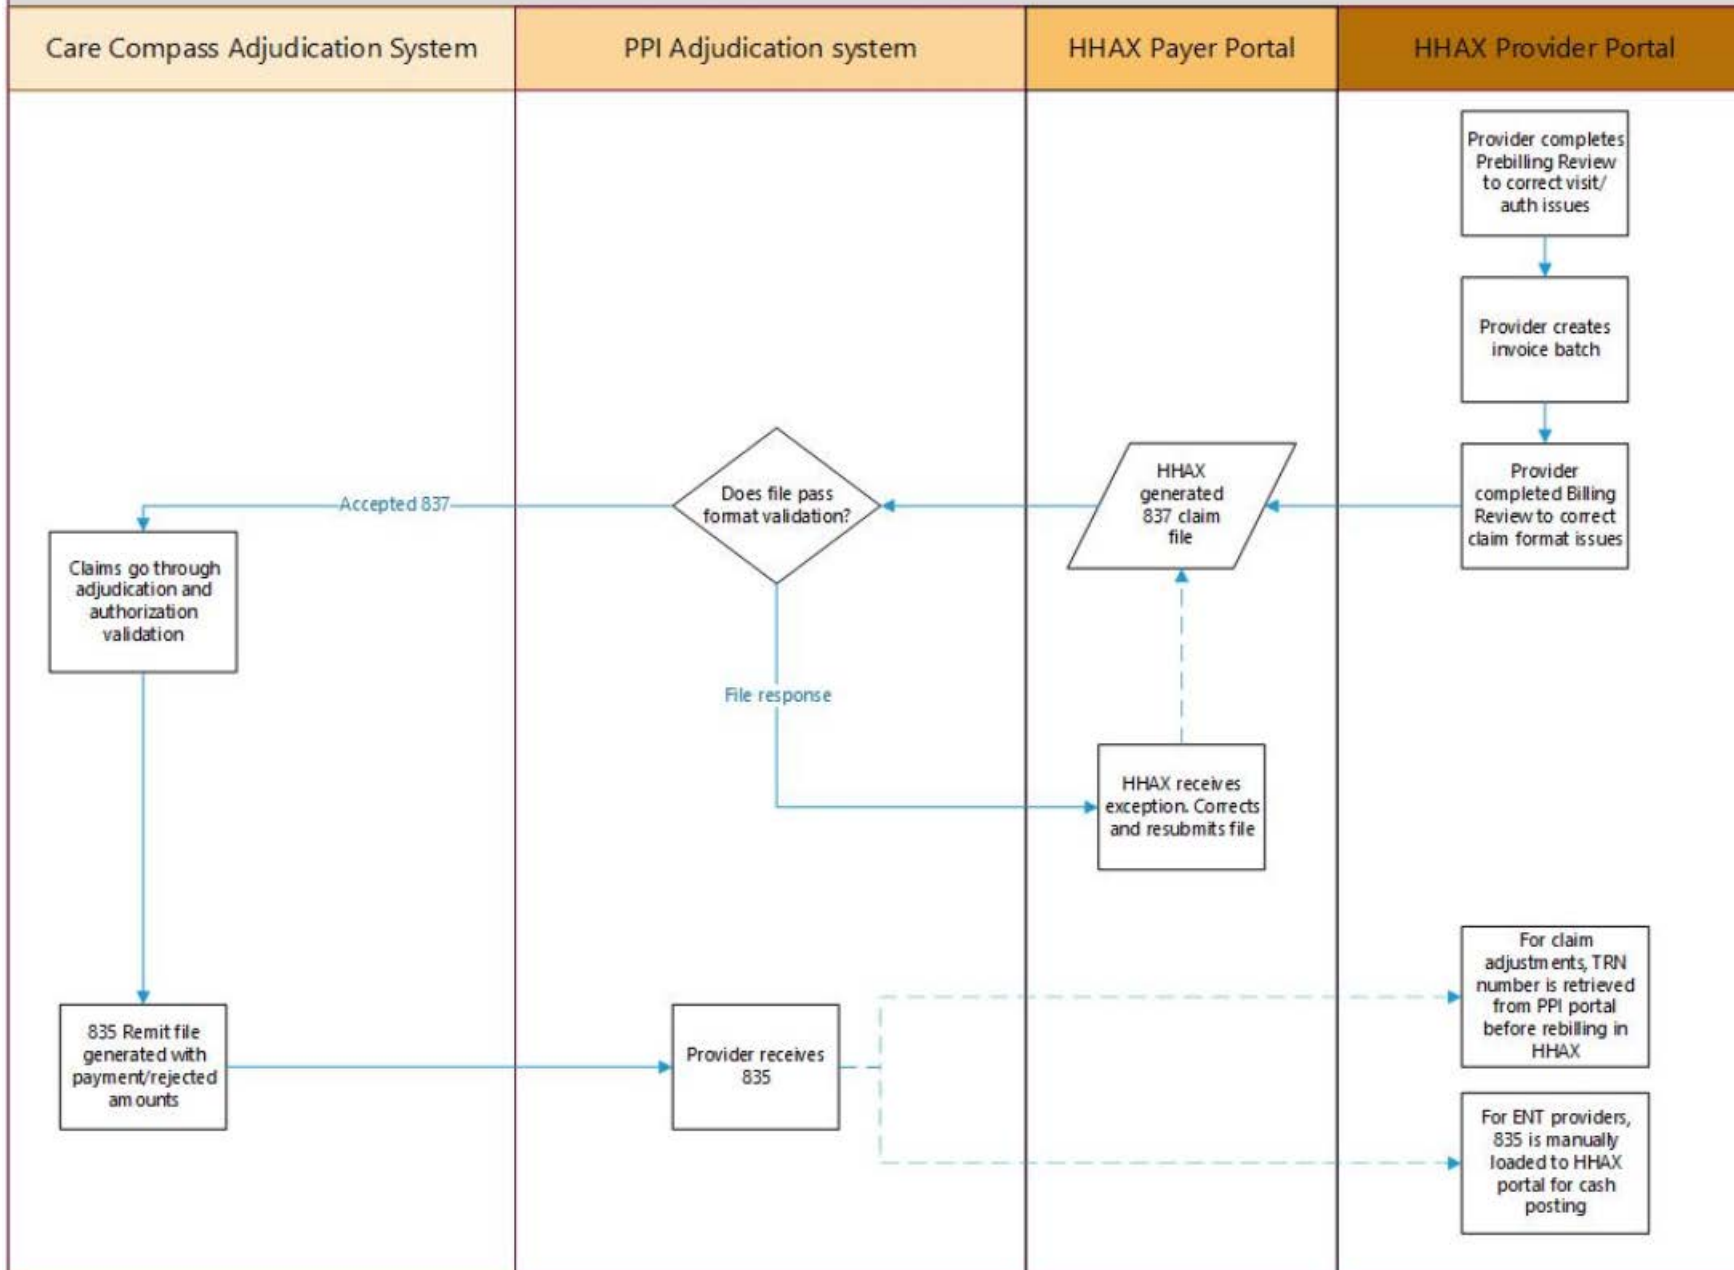 Care Compass Adjudication System
PPI Adjudication system
HHAX Payer Portal
HHAX Provider Portal
Provider completes
Prebilling Review
to correct visit/
auth issues
Provider creates
invoice batch
Provider
completed Billing
Review to correct
claim format issues
HHAX
generated
837 claim
file
Does file pass
format validation?
Accepted 837
Claims go through
adjudication and
authorization
validation
File response
HHAX receives
exception. Corrects
and resubmits file
835 Remit file
generated with
payment/rejected
amounts
Provider receives
835
For claim
adjustments, TRN
number is retrieved
from PPI portal
before rebilling in
HHAX
For ENT providers,
835 is manually
loaded to HHAX
portal for cash
posting